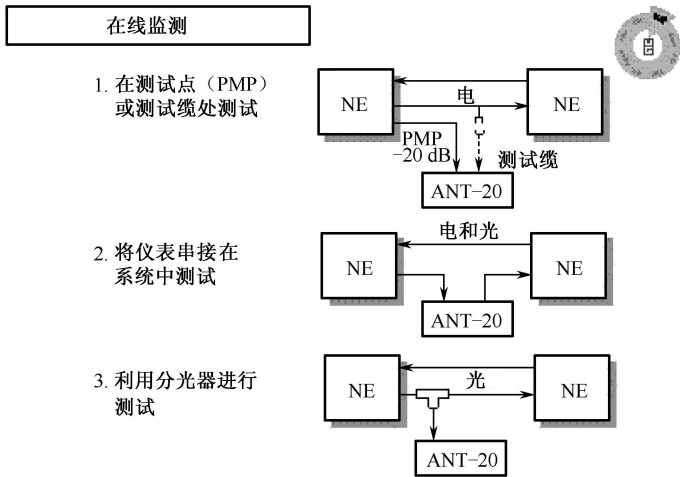 在线监测
1. 在测试点（PMP）
或测试缆处测试
NE
电
NE
PMP
-20 dB
测试缆
ANT-20
2. 将仪表串接在
系统中测试
电和光
NE
NE
ANT-20
3. 利用分光器进行
测试
NE
光
NE
ANT-20